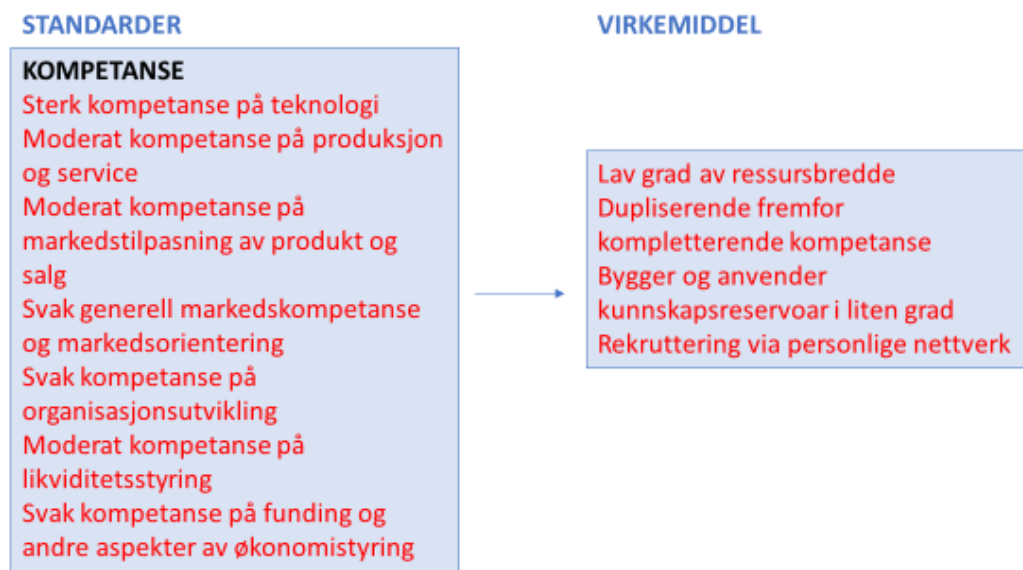 STANDARDER
KOMPETANSE
Sterk kompetanse på teknologi
Moderat kompetanse på produksjon
og service
Moderat kompetanse på
markedstilpasning av produkt og
salg
Svak generell markedskompetanse
og markedsorientering
Svak kompetanse på
organisasjonsutvikling
Moderat kompetanse på
likviditetsstyring
Svak kompetanse på funding og
andre aspekter av økonomistyring
VIRKEMIDDEL
Lav grad av ressursbredde
Dupliserende fremfor
kompletterende kompetanse
Bygger og anvender
kunnskapsreservoar i liten grad
Rekruttering via personlige nettverk